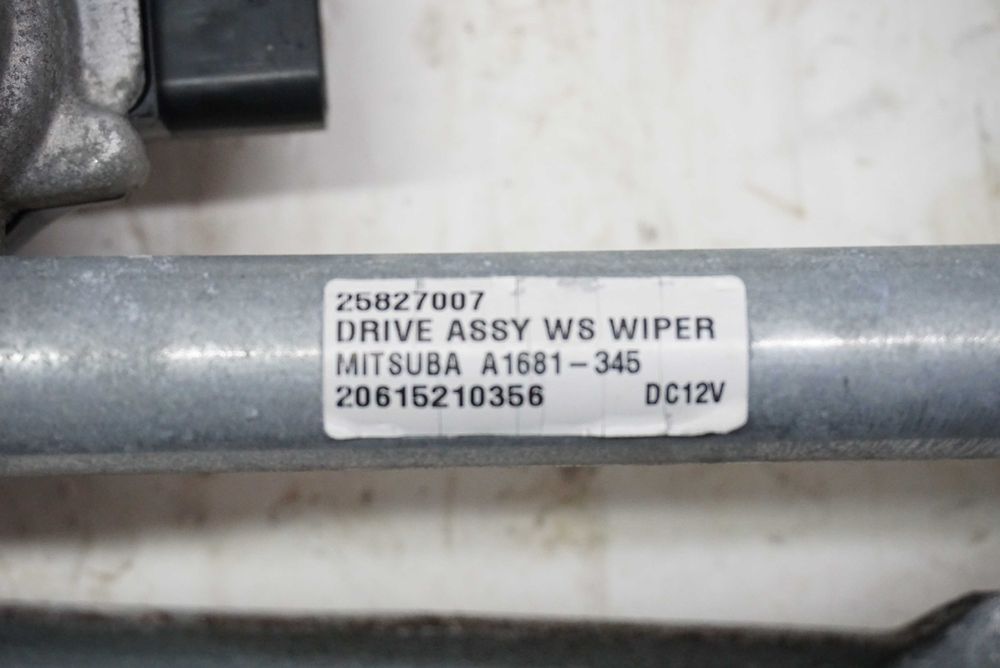 25827007
DRIVE ASSY WS WIPER
MITSUBA A1681-345
20615210356 DC12V